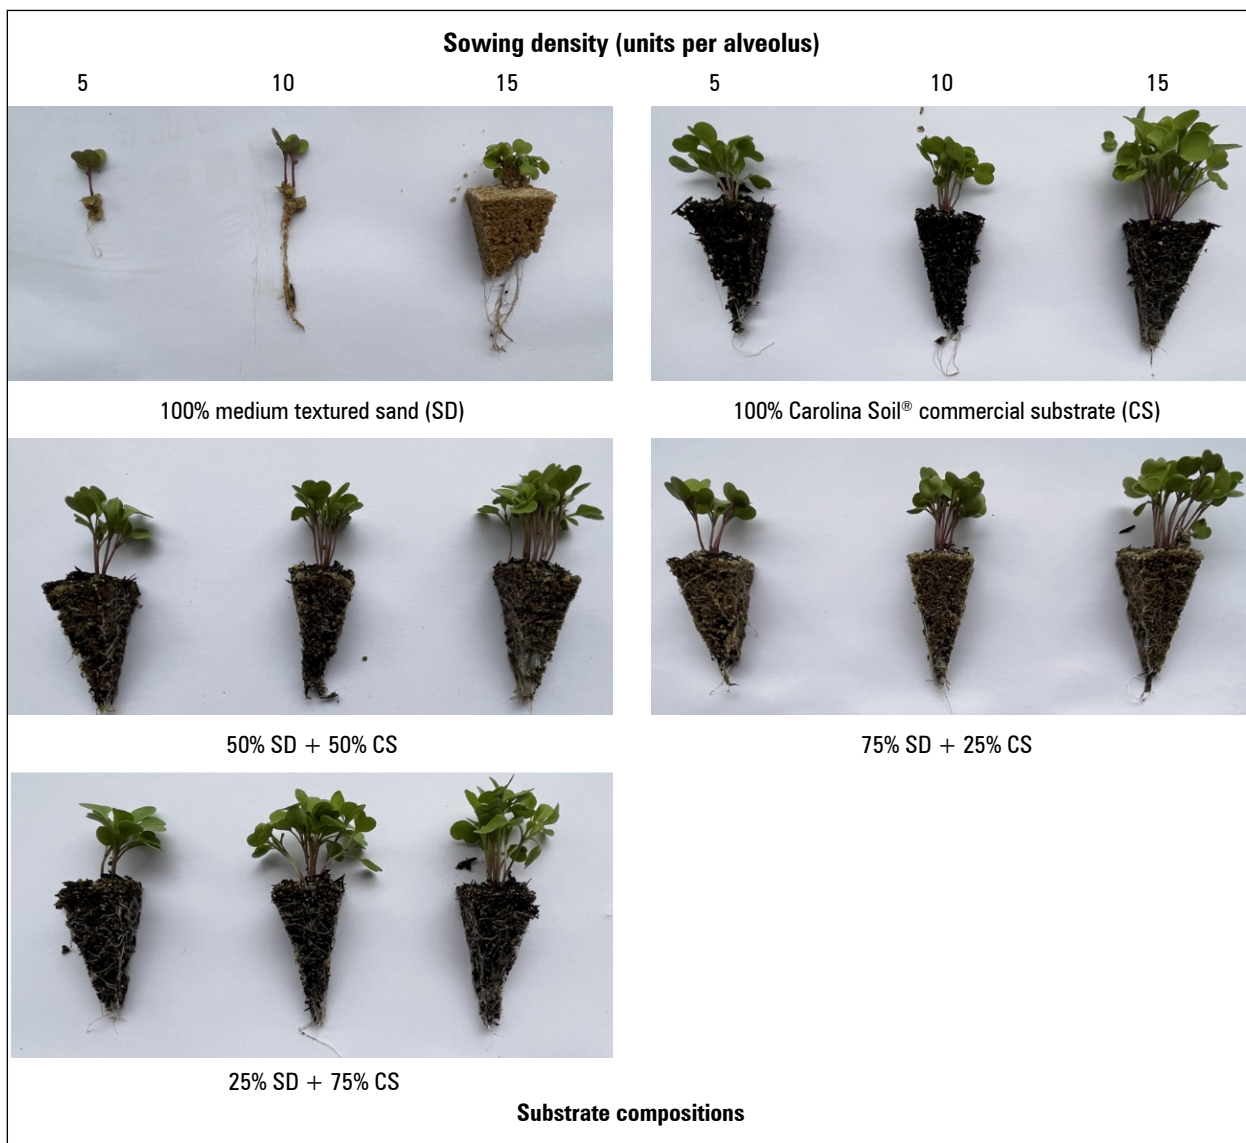 Sowing density (units per alveolus)
5 10 15 5 10 15
100% medium textured sand (SD)
100% Carolina Soil® commercial substrate (CS)
50% SD + 50% CS
75% SD + 25% CS
25% SD + 75% CS
Substrate compositions